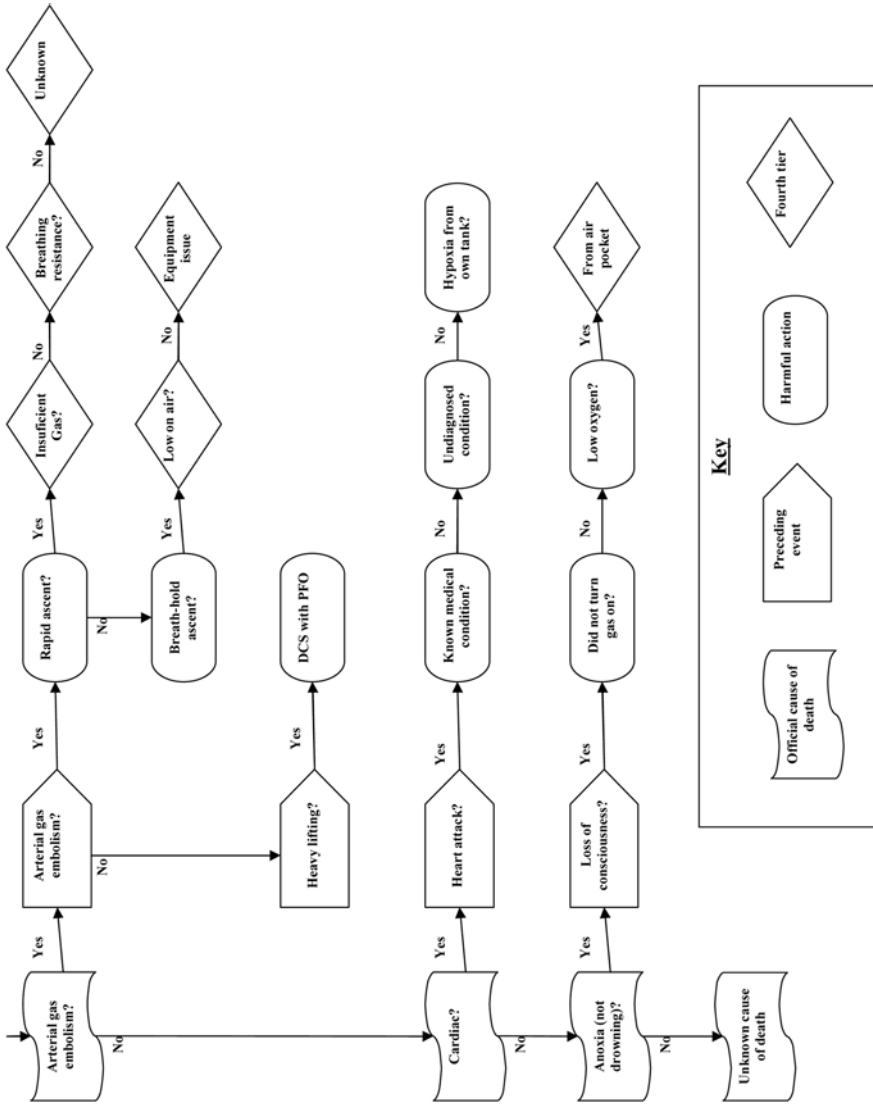 Arterial gas
embolism?
Yes
No
Arterial gas
embolism?
Yes
No
Rapid ascent?
Yes
No
Insuficient
Gas?
No
Breathing
resistance?
No
Unknown
Breath-hold
ascent?
Yes
Low on air?
No
Equipment
issue
Heavy lifting?
Yes
DCS with PFO
Cardiac?
Yes
No
Heart attack?
Yes
Known medical
condition?
No
Undiagnosed
condition?
No
Hypoxia from
own tank?
Anoxia (not
drowning)?
Yes
No
Loss of
consciousness?
Yes
Did not turn
gas on?
No
Low oxygen?
Yes
From air
pocket
Unknown cause
of death
Key
Official cause of
death
Preceding
event
Harmful action
Fourth tier